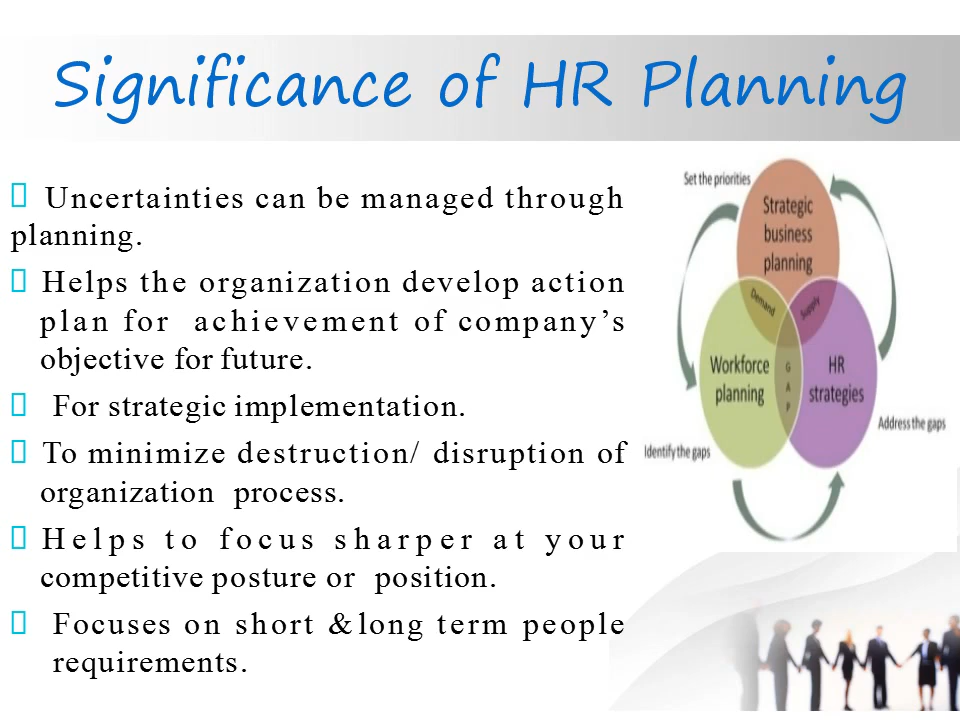 Significance of HR Planning
Uncertainties can be managed through
planning.
Helps the organization develop action
plan for achievement of company’s
objective for future.
For strategic implementation.
To minimize destruction/ disruption of
organization process.
Helps to focus sharper at your
competitive posture or position.
Focuses on short &long term people
requirements.
Set the priorities
Strategic
business
planning
Demand
Supply
Workforce
planning
G
A
P
HR
strategies
Address the gaps
Identify the gaps